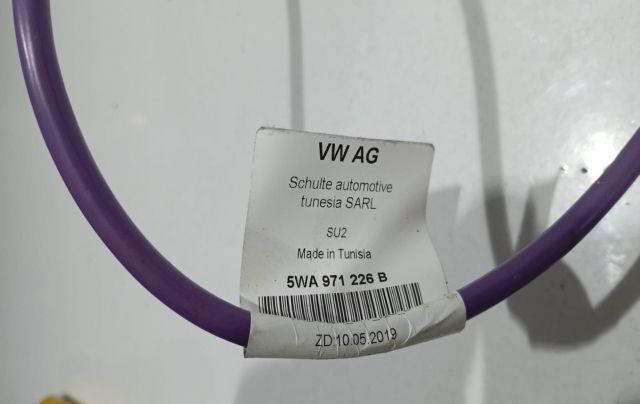 VW AG
Schulte automotive
tunesia SARL
SU2
Made in Tunisia
5WA 971 226 B
ZD 10.05.2019